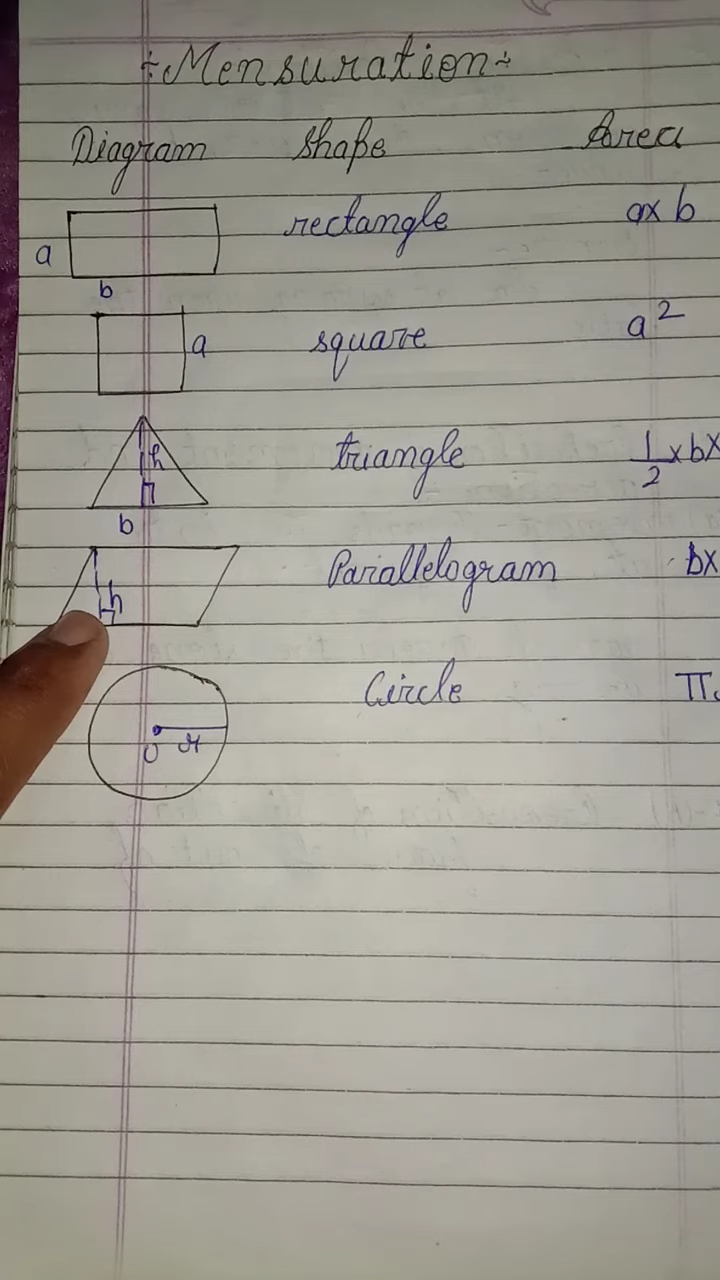 ÷Mensuration÷
Diagram shape Area
a b rectangle a×b
a square a²
h b triangle 1/2 ×b×
h Parallelogram b×
r Circle π